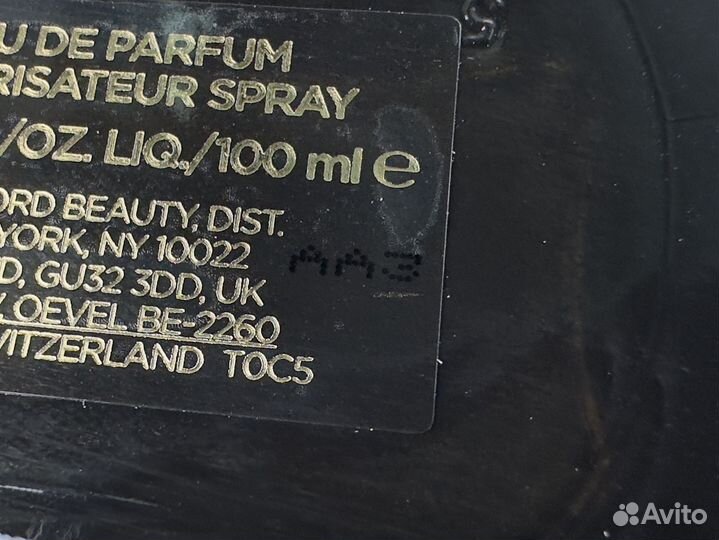 U DE PARFUM
RISATEUR SPRAY
/OZ. LIQ./100 ml e
ORD BEAUTY, DIST.
YORK, NY 10022
AA3
D, GU32 3DD, UK
OEVEL BE-2260
VITZERLAND TOC5
Avito